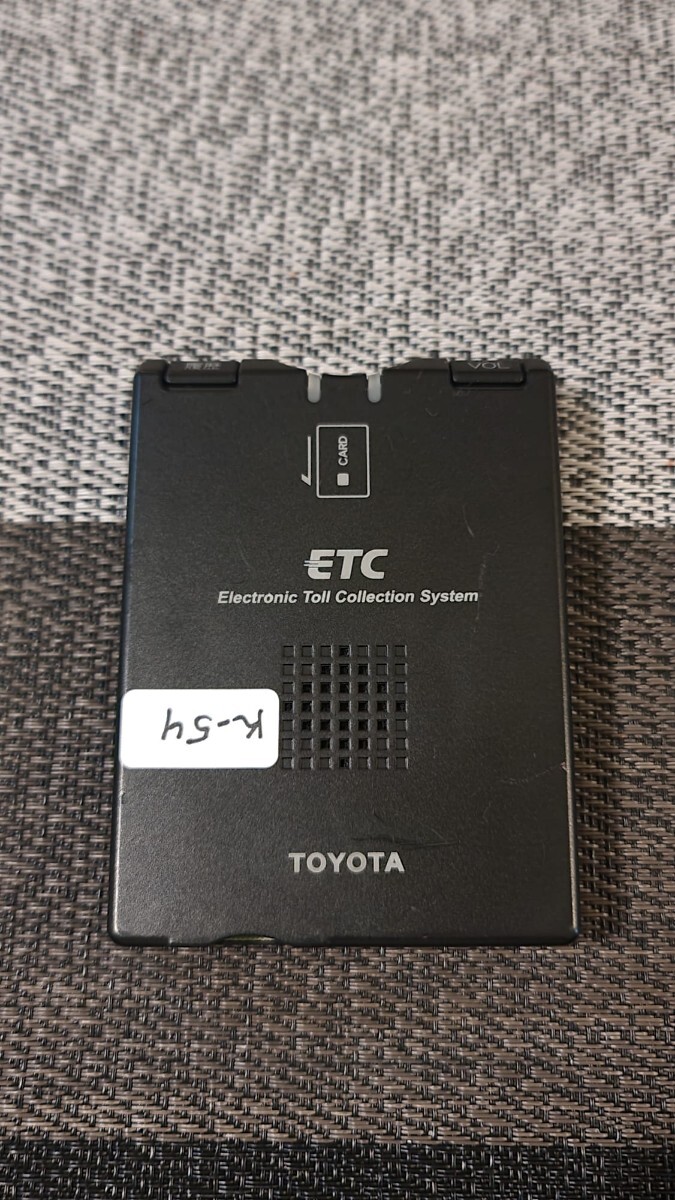 VOL
CARD
ETC
Electronic Toll Collection System
K-54
TOYOTA